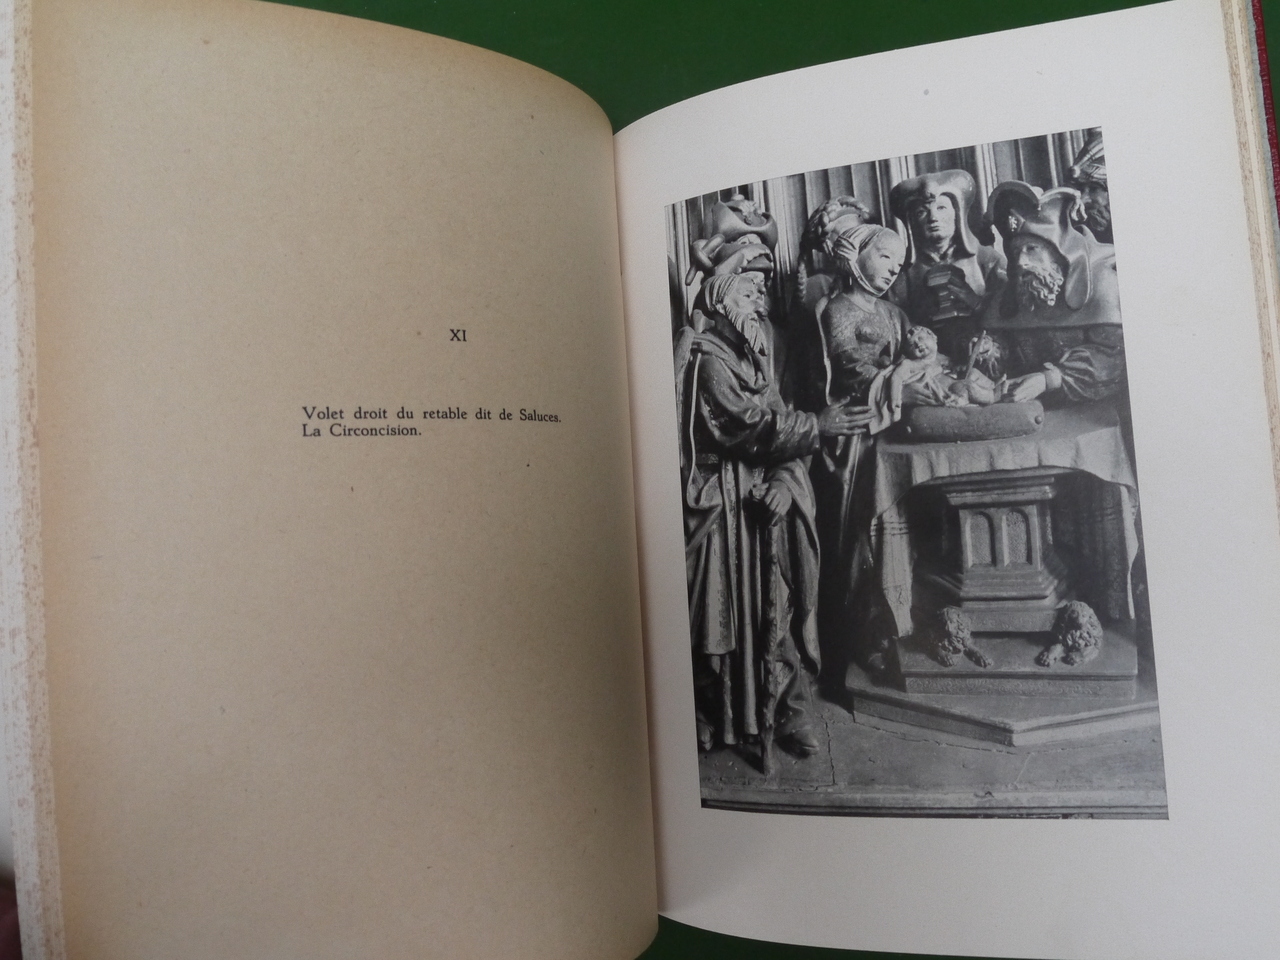 XI
Volet droit du retable dit de Saluces.
La Circoncision.